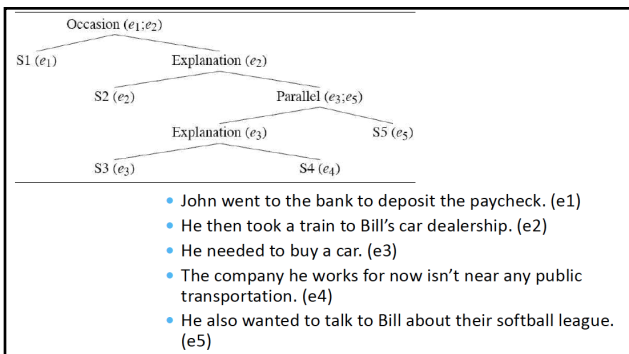 Occasion (e1;e2)
S1 (e1) Explanation (e2)
S2 (e2) Parallel (e3;e5)
Explanation (e3) S5 (e5)
S3 (e3) S4 (e4)
• John went to the bank to deposit the paycheck. (e1)
• He then took a train to Bill's car dealership. (e2)
• He needed to buy a car. (e3)
• The company he works for now isn't near any public
transportation. (e4)
• He also wanted to talk to Bill about their softball league.
(e5)